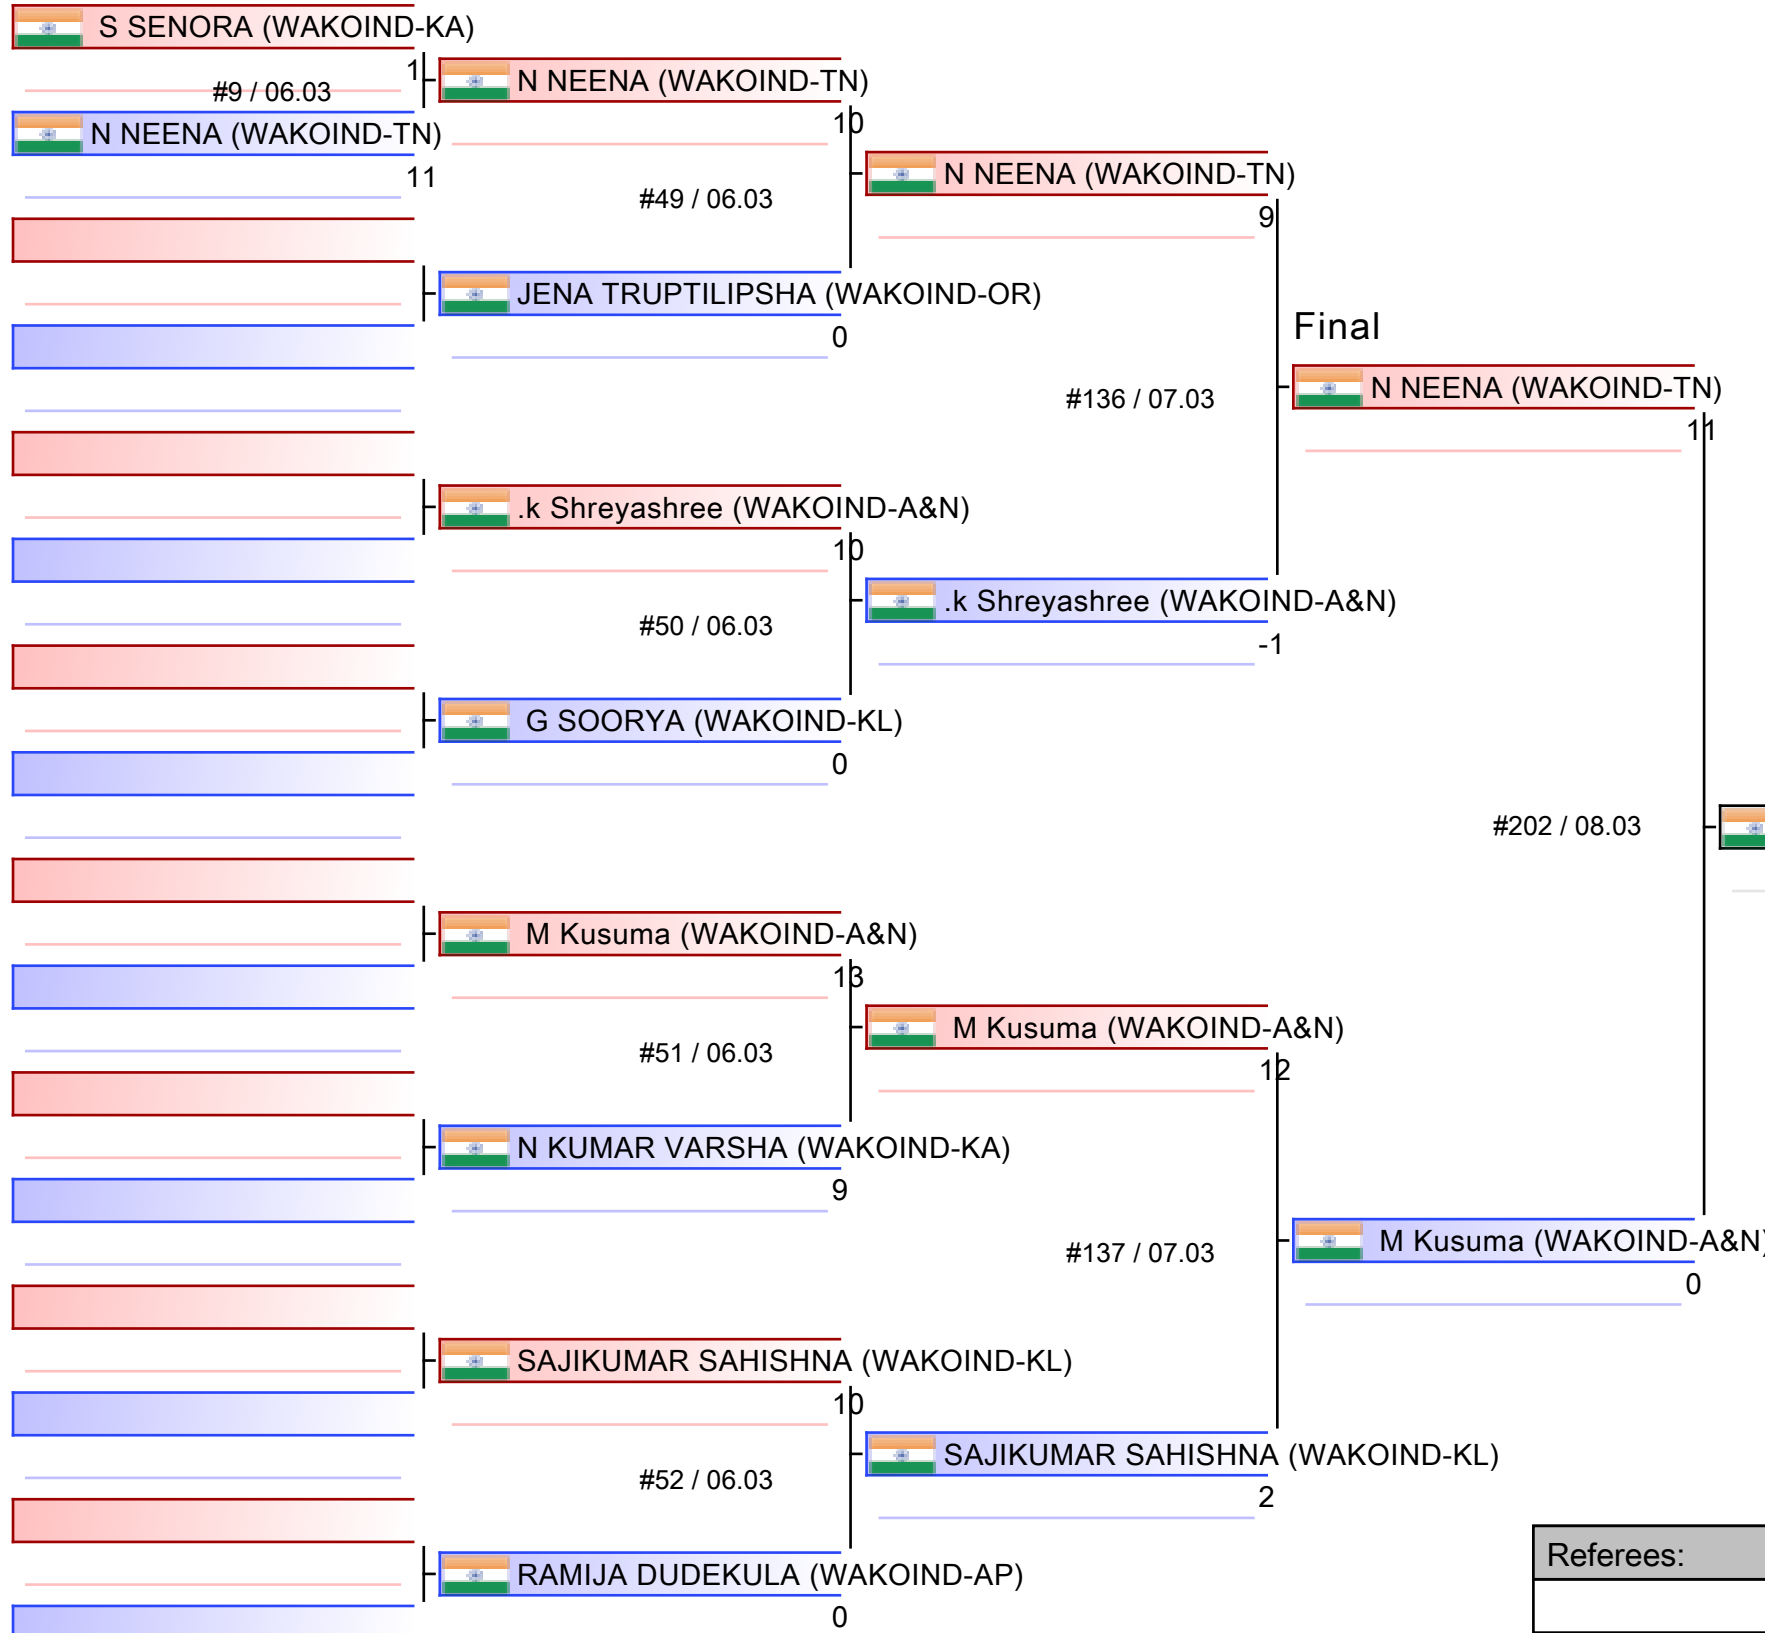 S SENORA (WAKOIND-KA)
1
#9 / 06.03
N NEENA (WAKOIND-TN)
11
N NEENA (WAKOIND-TN)
10
#49 / 06.03
JENA TRUPTILIPSHA (WAKOIND-OR)
0
.k Shreyashree (WAKOIND-A&N)
10
#50 / 06.03
G SOORYA (WAKOIND-KL)
0
M Kusuma (WAKOIND-A&N)
13
#51 / 06.03
N KUMAR VARSHA (WAKOIND-KA)
9
SAJIKUMAR SAHISHNA (WAKOIND-KL)
10
#52 / 06.03
RAMIJA DUDEKULA (WAKOIND-AP)
0
N NEENA (WAKOIND-TN)
9
#136 / 07.03
.k Shreyashree (WAKOIND-A&N)
-1
M Kusuma (WAKOIND-A&N)
12
#137 / 07.03
SAJIKUMAR SAHISHNA (WAKOIND-KL)
2
Final
N NEENA (WAKOIND-TN)
11
#202 / 08.03
M Kusuma (WAKOIND-A&N)
0
Referees: